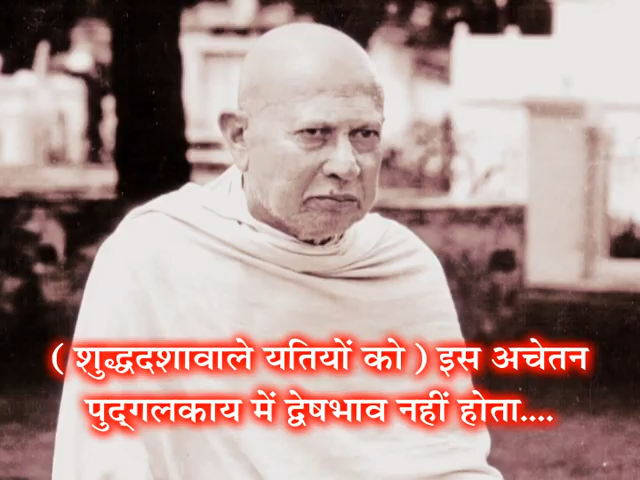 ( शुद्धदशावाले यतियों को ) इस अचेतन
पुद्‌गलकाय में द्वेषभाव नहीं होता....